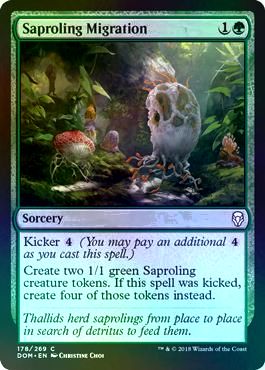 Saproling Migration 1
Sorcery
Kicker 4 (You may pay an additional 4
as you cast this spell.)
Create two 1/1 green Saproling
creature tokens. If this spell was kicked,
create four of those tokens instead.
Thallids herd saprolings from place to place
in search of detritus to feed them.
178/269 C
DOM • EN Christine Choi
™ & © 2018 Wizards of the Coast